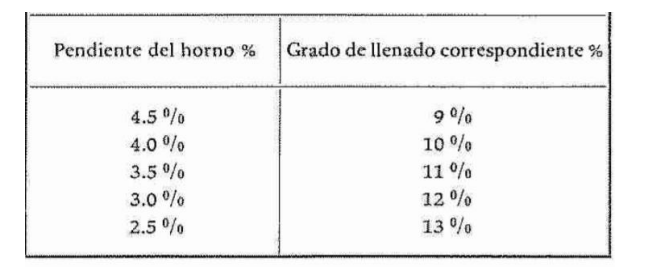 Pendiente del horno % Grado de llenado correspondiente %
4.5 % 9 %
4.0 % 10 %
3.5 % 11 %
3.0 % 12 %
2.5 % 13 %